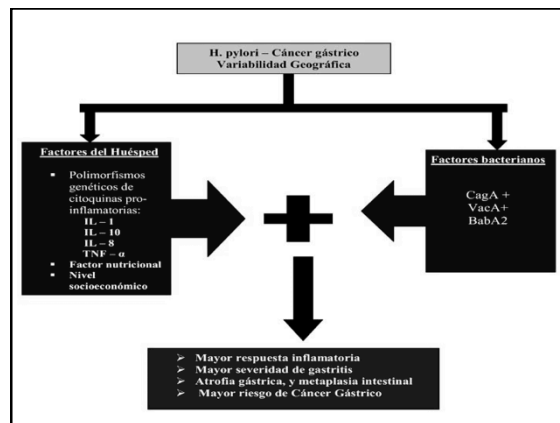 H. pylori – Cáncer gástrico
Variabilidad Geográfica
Factores del Huésped
▪ Polimorfismos
genéticos de
citoquinas pro-
inflamatorias:
IL – 1
IL – 10
IL – 8
TNF – α
▪ Factor nutricional
▪ Nivel
socioeconómico
Factores bacterianos
CagA +
VacA+
BabA2
➢ Mayor respuesta inflamatoria
➢ Mayor severidad de gastritis
➢ Atrofia gástrica, y metaplasia intestinal
➢ Mayor riesgo de Cáncer Gástrico